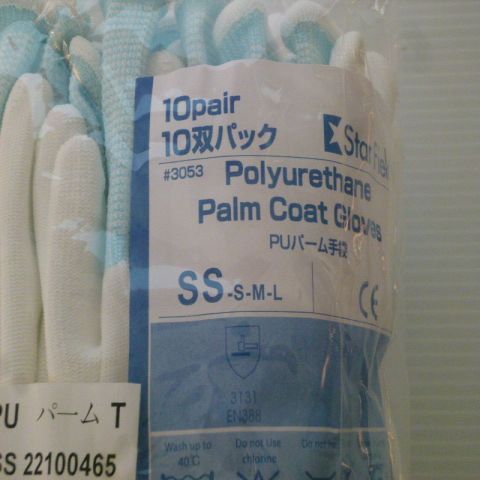 10pair
10双パック
Star Field
#3053 Polyurethane
Palm Coat Gloves
PUパーム手袋
SS-S-M-L
CE
3131
EN388
Wash up to
40℃
Do not Use
chlorine
Do not
PU パーム T
SS 22100465